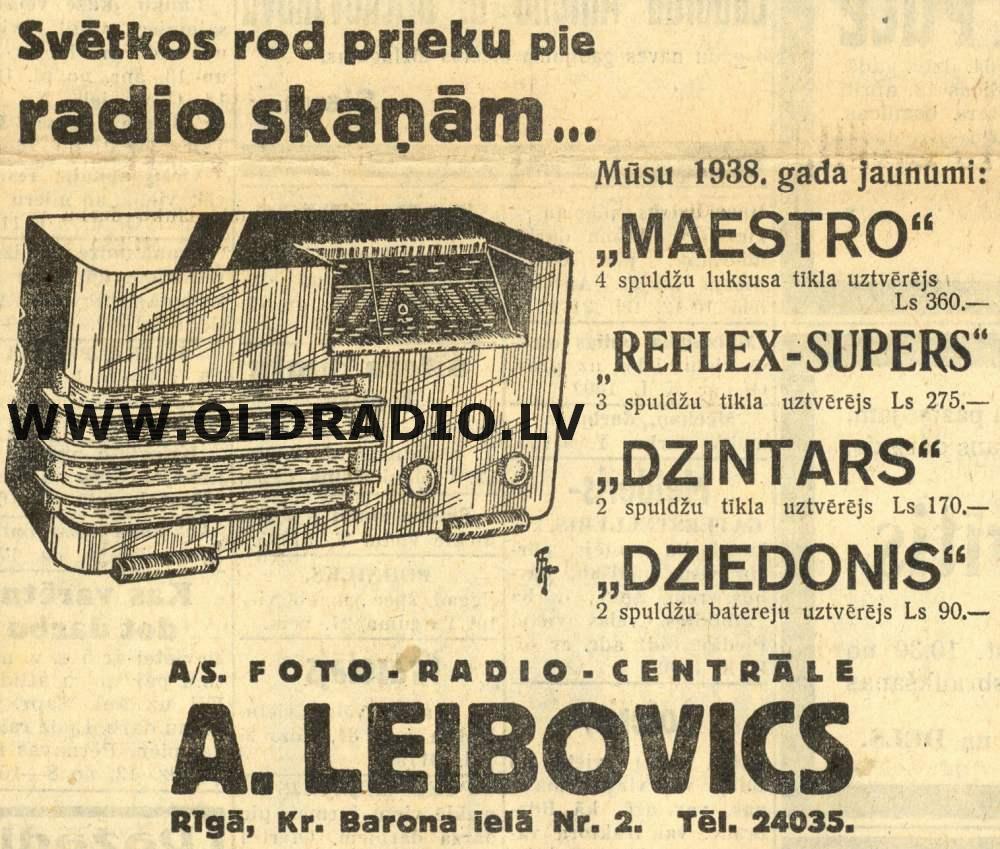 Svētkos rod prieku pie
radio skaņām...
Mūsu 1938. gada jaunumi:
„MAESTRO“
4 spuldžu luksusa tīkla uztvērējs
Ls 360.—
„REFLEX-SUPERS“
3 spuldžu tīkla uztvērējs Ls 275.—
WWW.OLDRADIO.LV
„DZINTARS“
2 spuldžu tīkla uztvērējs Ls 170.—
„DZIEDONIS“
2 spuldžu batereju uztvērējs Ls 90.—
A/S. FOTO-RADIO-CENTRĀLE
A. LEIBOVICS
Rīgā, Kr. Barona ielā Nr. 2. Tēl. 24035.